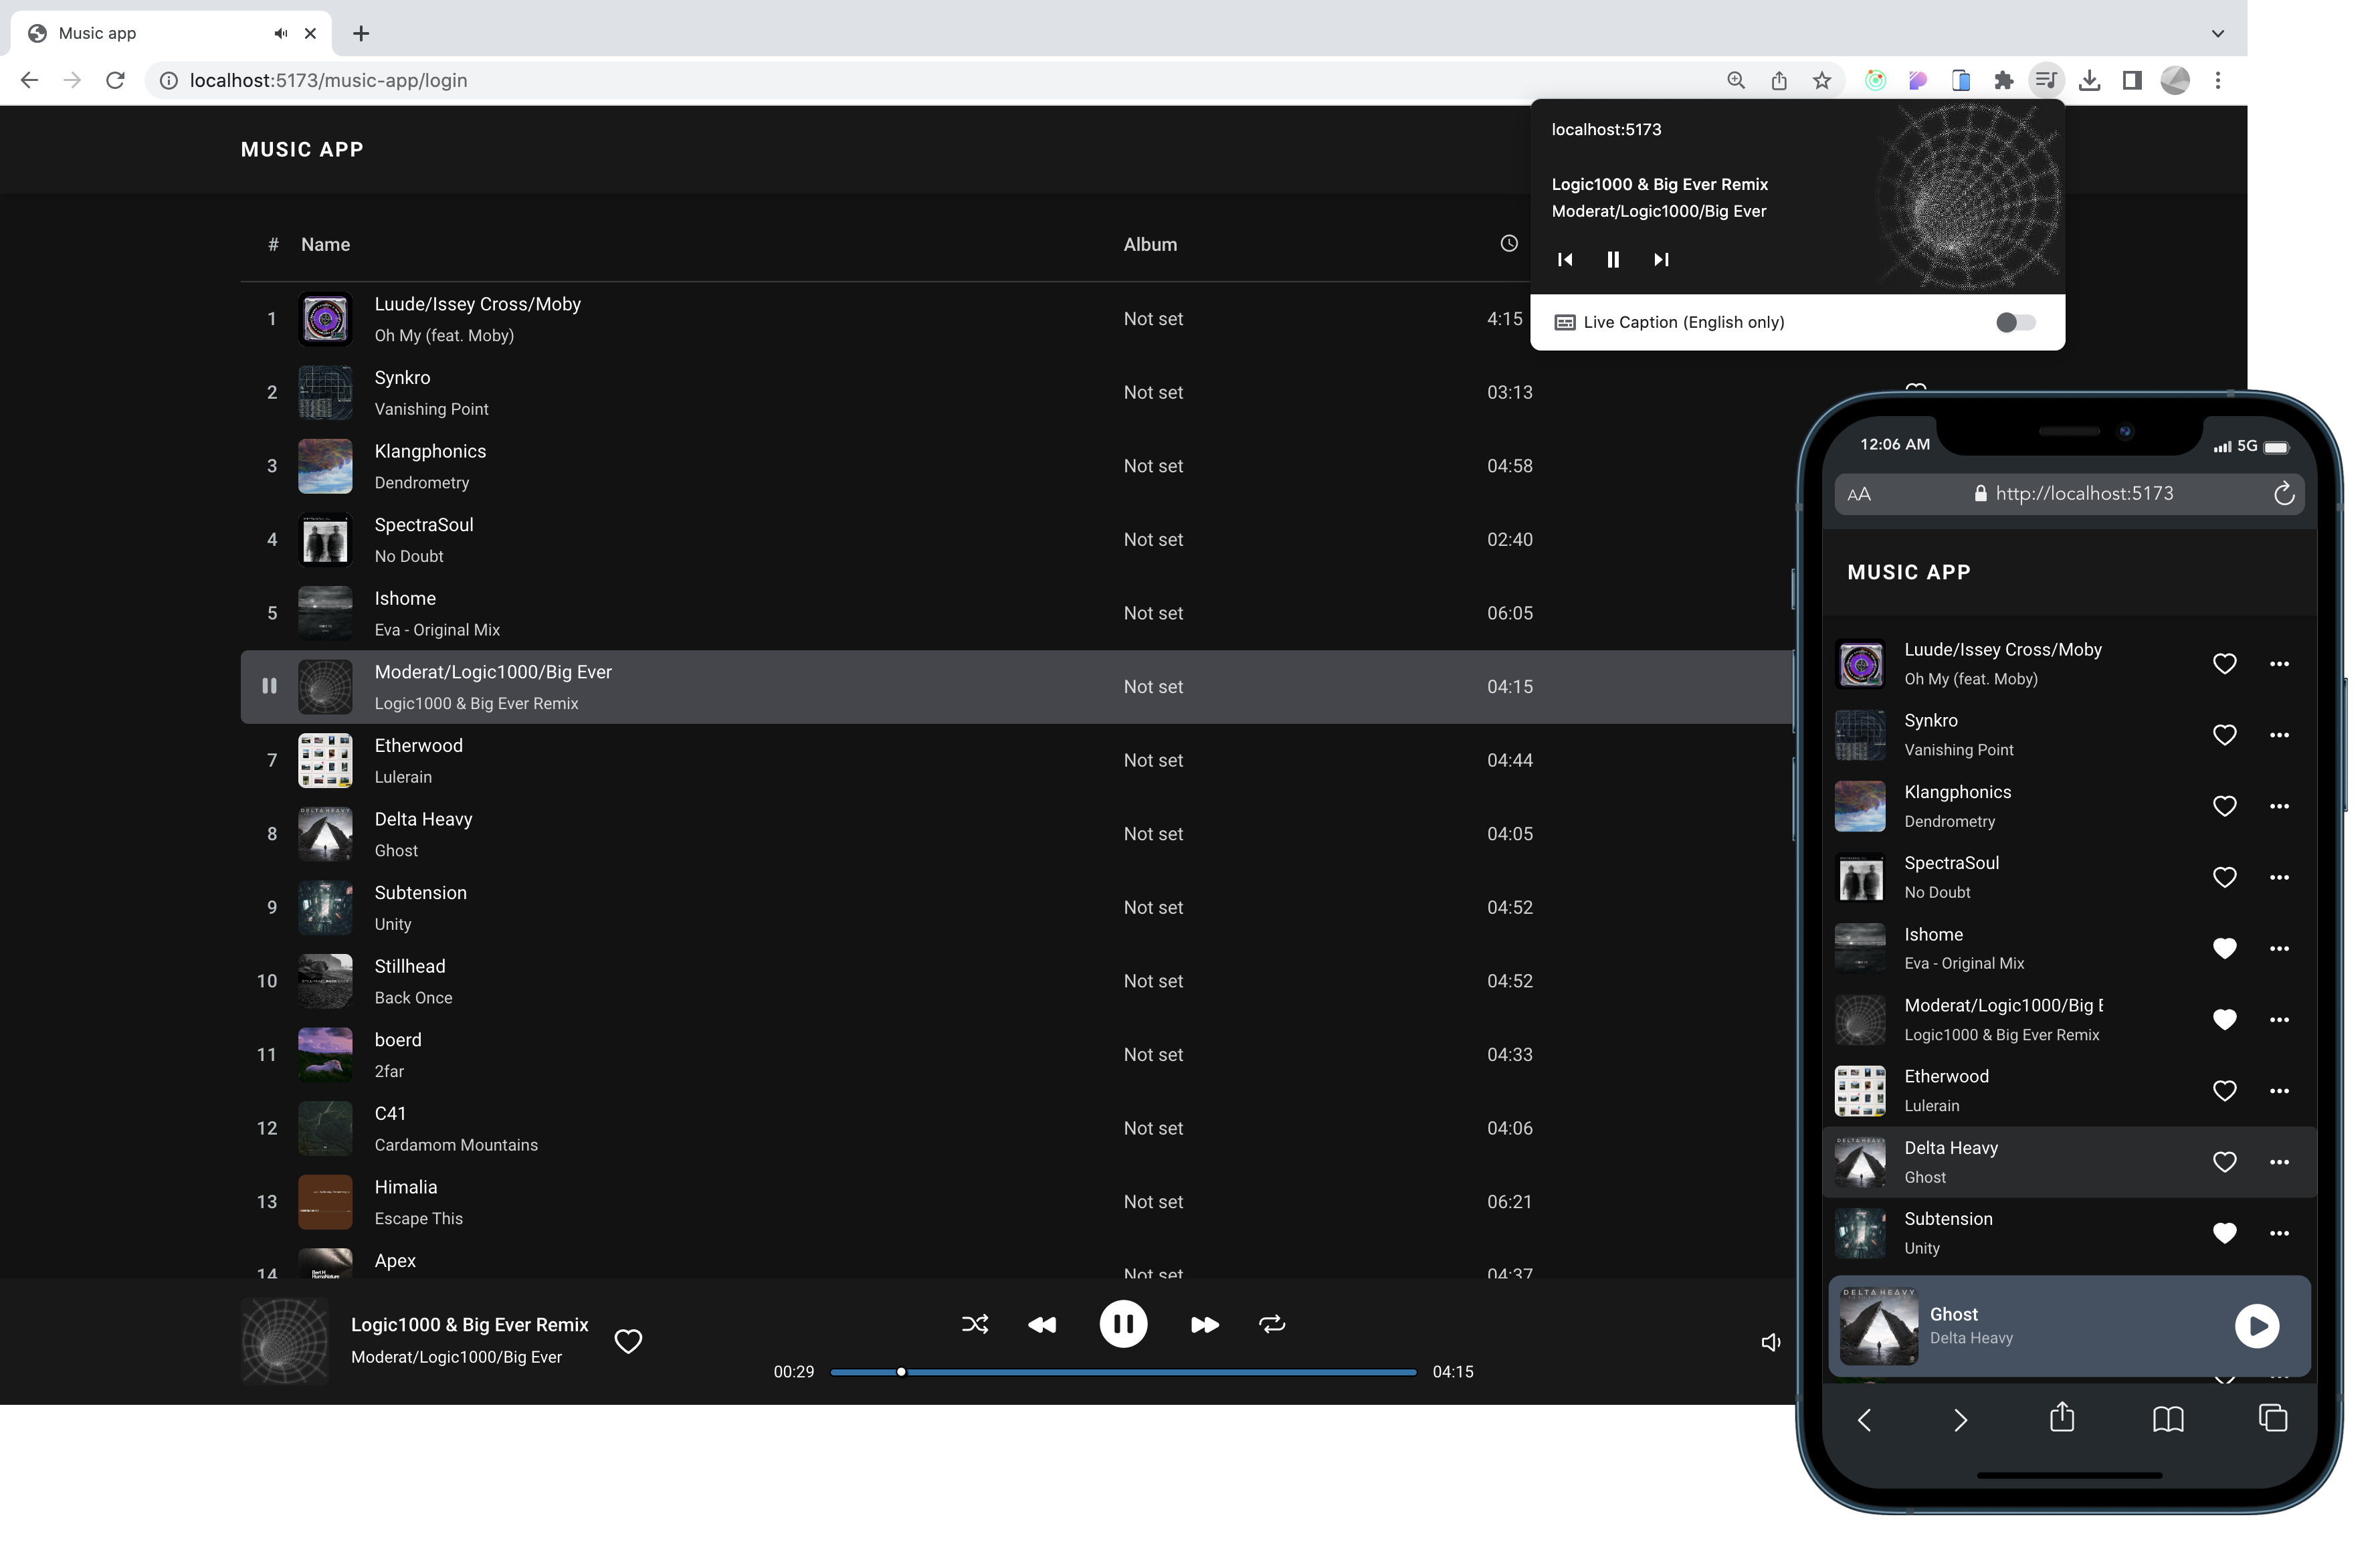 Music app
localhost:5173/music-app/login
MUSIC APP
localhost:5173
Logic1000 & Big Ever Remix
Moderat/Logic1000/Big Ever
Live Caption (English only)
# Name Album
1 Luude/Issey Cross/Moby Not set 4:15
Oh My (feat. Moby)
2 Synkro Not set 03:13
Vanishing Point
3 Klangphonics Not set 04:58
Dendrometry
4 SpectraSoul Not set 02:40
No Doubt
5 Ishome Not set 06:05
Eva - Original Mix
Moderat/Logic1000/Big Ever Not set 04:15
Logic1000 & Big Ever Remix
7 Etherwood Not set 04:44
Lulerain
8 Delta Heavy Not set 04:05
Ghost
9 Subtension Not set 04:52
Unity
10 Stillhead Not set 04:52
Back Once
11 boerd Not set 04:33
2far
12 C41 Not set 04:06
Cardamom Mountains
13 Himalia Not set 06:21
Escape This
14 Apex Not set 04:37
Logic1000 & Big Ever Remix
Moderat/Logic1000/Big Ever
00:29 04:15
12:06 AM 5G
AA http://localhost:5173
MUSIC APP
Luude/Issey Cross/Moby
Oh My (feat. Moby)
Synkro
Vanishing Point
Klangphonics
Dendrometry
SpectraSoul
No Doubt
Ishome
Eva - Original Mix
Moderat/Logic1000/Big E
Logic1000 & Big Ever Remix
Etherwood
Lulerain
DELTA HEAVY
Delta Heavy
Ghost
Subtension
Unity
DELTA HEAVY
Ghost
Delta Heavy